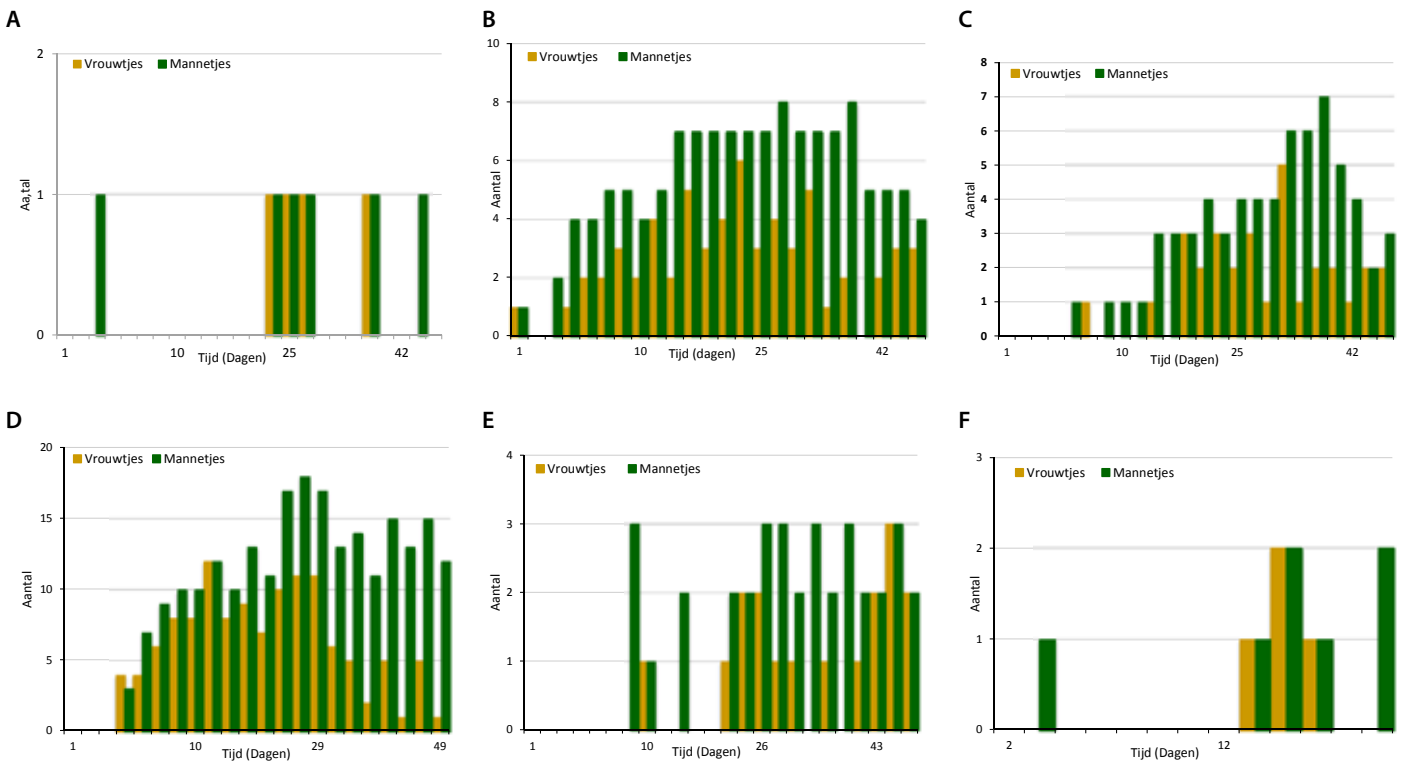 A
2
1
0
Aa,tal
Vrouwtjes Mannetjes
1 10 25 42
Tijd (Dagen)
B
10
8
6
4
2
0
Aantal
Vrouwtjes Mannetjes
1 10 25 42
Tijd (dagen)
C
8
7
6
5
4
3
2
1
0
Aantal
Vrouwtjes Mannetjes
1 10 25 42
Tijd (Dagen)
D
20
15
10
5
0
Aantal
Vrouwtjes Mannetjes
1 10 29 49
Tijd (Dagen)
E
4
3
2
1
0
Aantal
Vrouwtjes Mannetjes
1 10 26 43
Tijd (Dagen)
F
3
2
1
0
Aantal
Vrouwtjes Mannetjes
2 12
Tijd (Dagen)